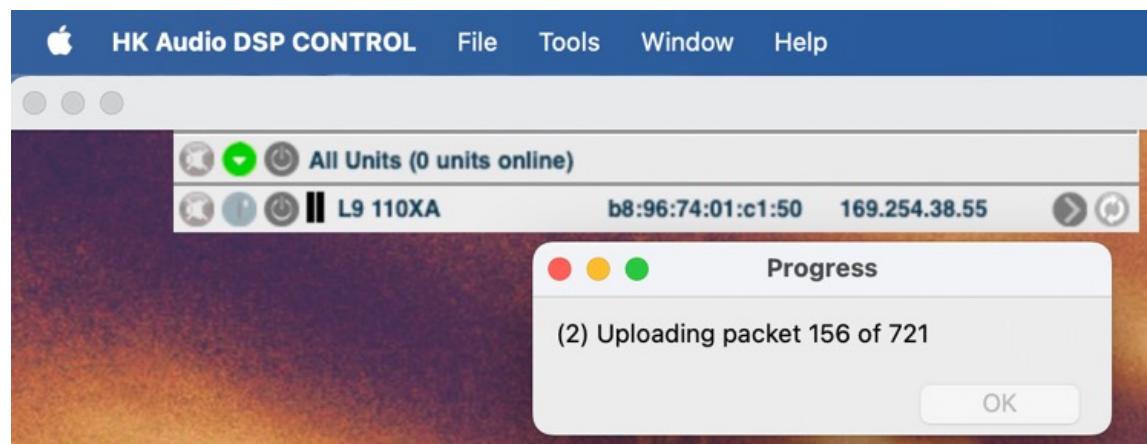 HK Audio DSP CONTROL File Tools Window Help
All Units (0 units online)
L9 110XA b8:96:74:01:c1:50 169.254.38.55
Progress
(2) Uploading packet 156 of 721
OK